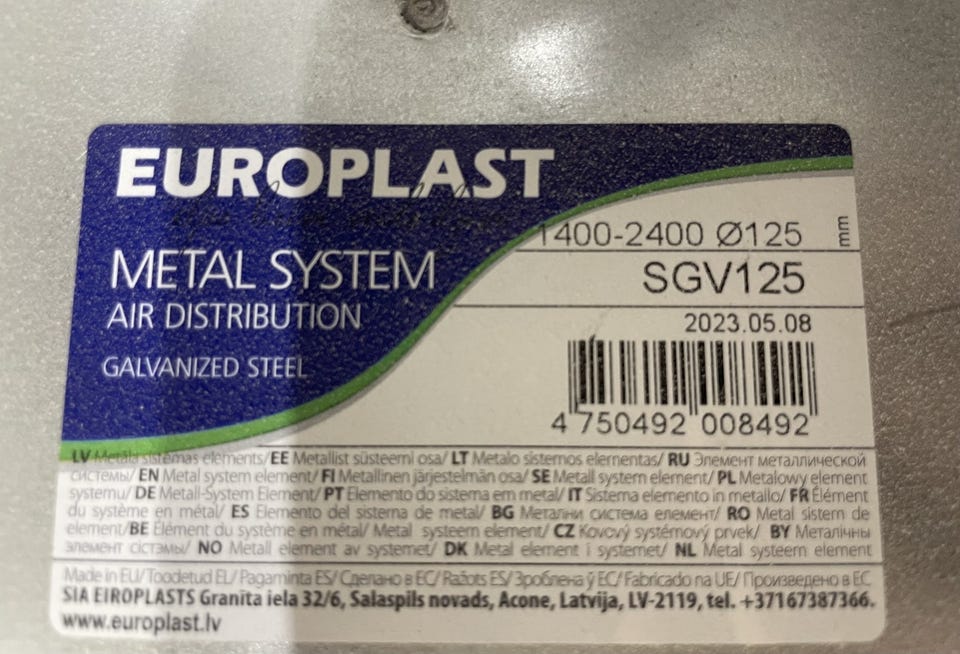 EUROPLAST
1400-2400 Ø125 mm
METAL SYSTEM
SGV125
AIR DISTRIBUTION
2023.05.08
GALVANIZED STEEL
4 750492 008492
LV Metāla sistēmas elements/ EE Metallist süsteemi osa/ LT Metalo sistemos elementas/ RU Элемент металлической
системы/ EN Metal system element/ FI Metallinen järjestelmän osa/ SE Metall system element/ PL Metalowy element
systemu/ DE Metall-System Element/ PT Elemento do sistema em metal/ IT Sistema elemento in metallo/ FR Élément
du système en métal/ ES Elemento del sistema de metal/ BG Метални система елемент/ RO Metal sistem de
element/ BE Élément du système en métal/ Metal systeem element/ CZ Kovový systémový prvek/ BY Металічны
элемент сістэмы/ NO Metall element av systemet/ DK Metal element i systemet/ NL Metal systeem element
Made in EU/ Toodetud EL/ Pagaminta ES/ Сделано в ЕС/ Ražots ES/ Зроблена ў ЕС/ Fabricado na UE/ Произведено в ЕС
SIA EIROPLASTS Granīta iela 32/6, Salaspils novads, Acone, Latvija, LV-2119, tel. +37167387366.
www.europlast.lv